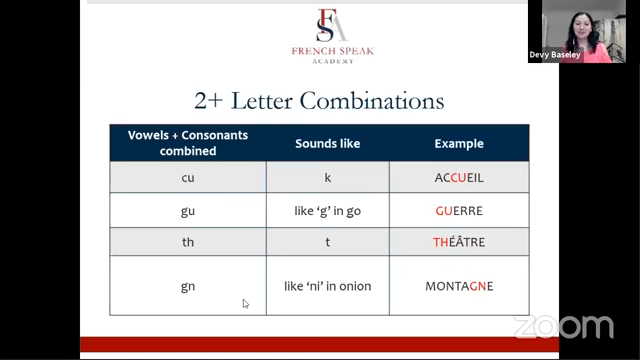 FSA
FRENCH SPEAK
ACADEMY
Devy Baseley
2+ Letter Combinations
Vowels + Consonants combined
Sounds like
Example
cu
k
ACCUEIL
gu
like ‘g’ in go
GUERRE
th
t
THÉÂTRE
gn
like ‘ni’ in onion
MONTAGNE
zoom